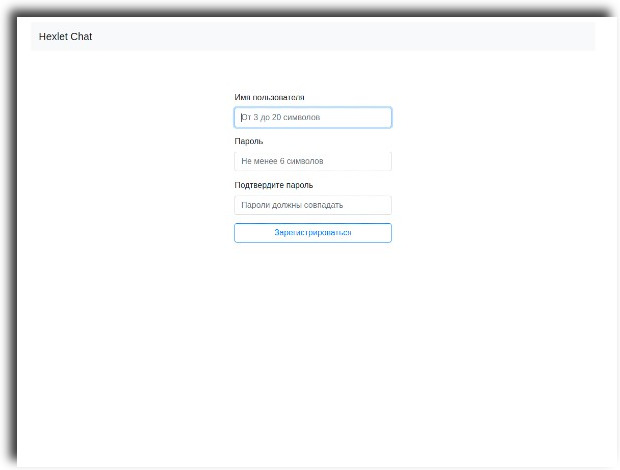 Hexlet Chat
Имя пользователя
От 3 до 20 символов
Пароль
Не менее 6 символов
Подтвердите пароль
Пароли должны совпадать
Зарегистрироваться